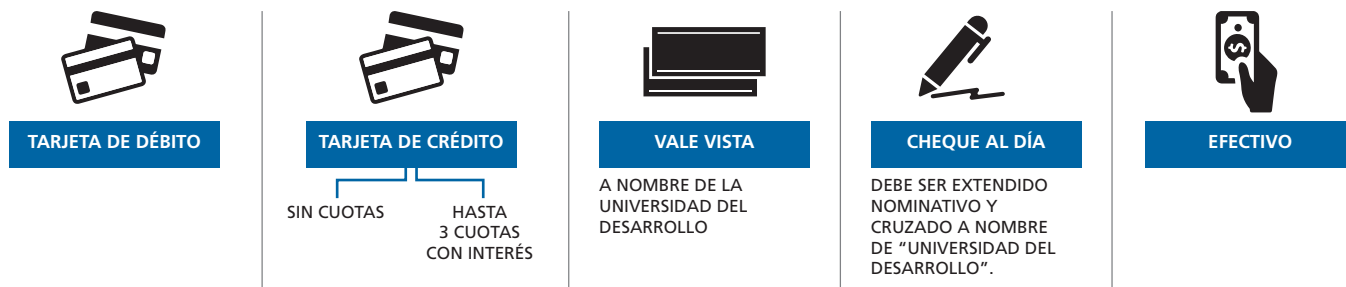 TARJETA DE DÉBITO
TARJETA DE CRÉDITO
SIN CUOTAS
HASTA
3 CUOTAS
CON INTERÉS
VALE VISTA
A NOMBRE DE LA
UNIVERSIDAD DEL
DESARROLLO
CHEQUE AL DÍA
DEBE SER EXTENDIDO
NOMINATIVO Y
CRUZADO A NOMBRE
DE “UNIVERSIDAD DEL
DESARROLLO”.
EFECTIVO